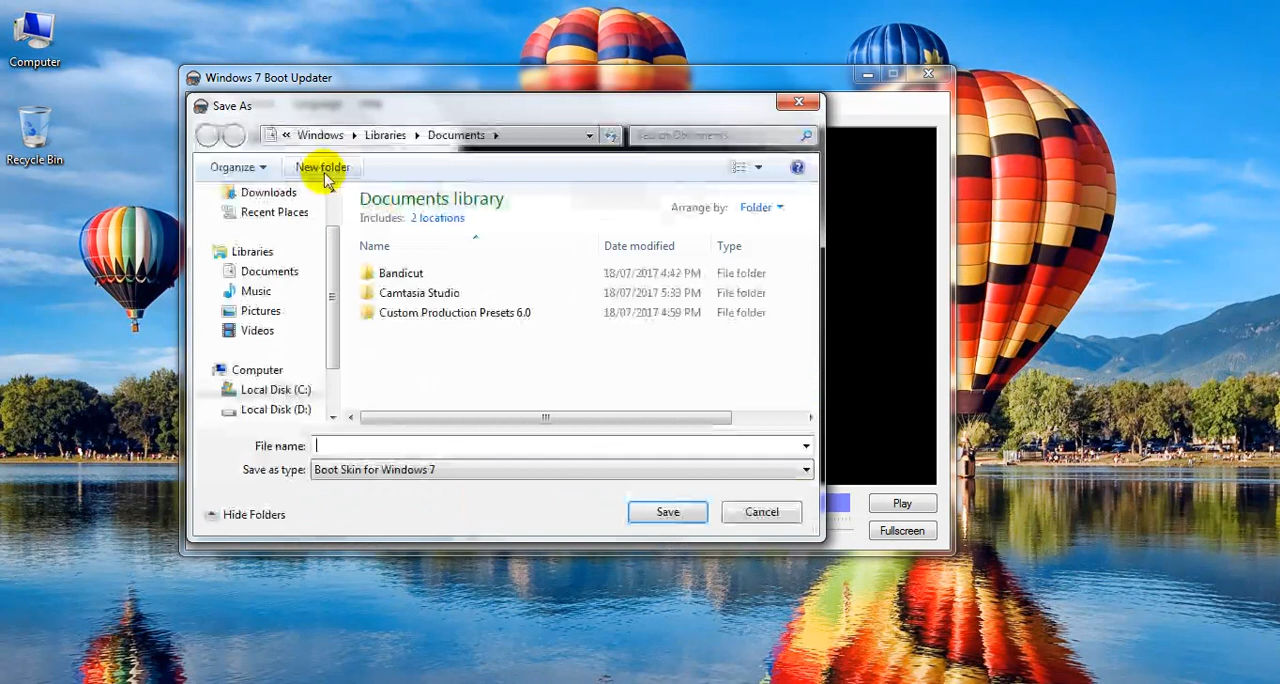 Computer
Recycle Bin
Windows 7 Boot Updater
Language Help
Save As
« Windows Libraries Documents
Search Documents
Organize New folder
Downloads
Recent Places
Libraries
Documents
Music
Pictures
Videos
Computer
Local Disk (C:)
Local Disk (D:)
Documents library
Includes: 2 locations
Arrange by: Folder
Name Date modified Type
Bandicut 18/07/2017 4:42 PM File folder
Camtasia Studio 18/07/2017 5:33 PM File folder
Custom Production Presets 6.0 18/07/2017 4:59 PM File folder
File name:
Save as type: Boot Skin for Windows 7
Hide Folders
Save Cancel
Play
Fullscreen